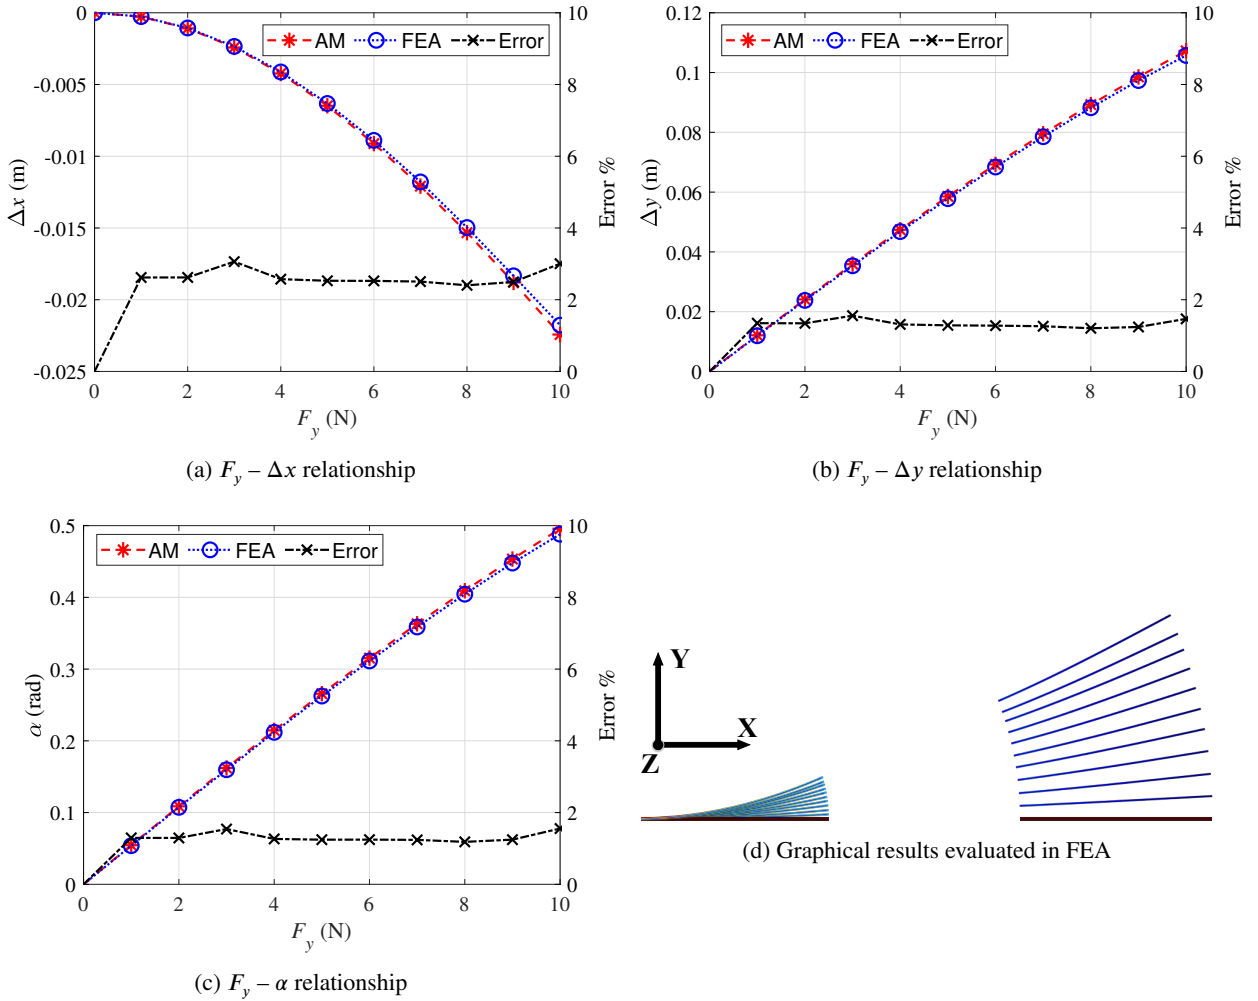 0
-0.005
-0.01
-0.015
-0.02
-0.025
Δx (m)
AM FEA Error
10
8
6
4
2
0
Error %
0 2 4 6 8 10
F_y (N)
(a) F_y – Δx relationship
0.12
0.1
0.08
0.06
0.04
0.02
0
Δy (m)
AM FEA Error
10
8
6
4
2
0
Error %
0 2 4 6 8 10
F_y (N)
(b) F_y – Δy relationship
0.5
0.4
0.3
0.2
0.1
0
α (rad)
AM FEA Error
10
8
6
4
2
0
Error %
0 2 4 6 8 10
F_y (N)
(c) F_y – α relationship
Y
X
Z
(d) Graphical results evaluated in FEA